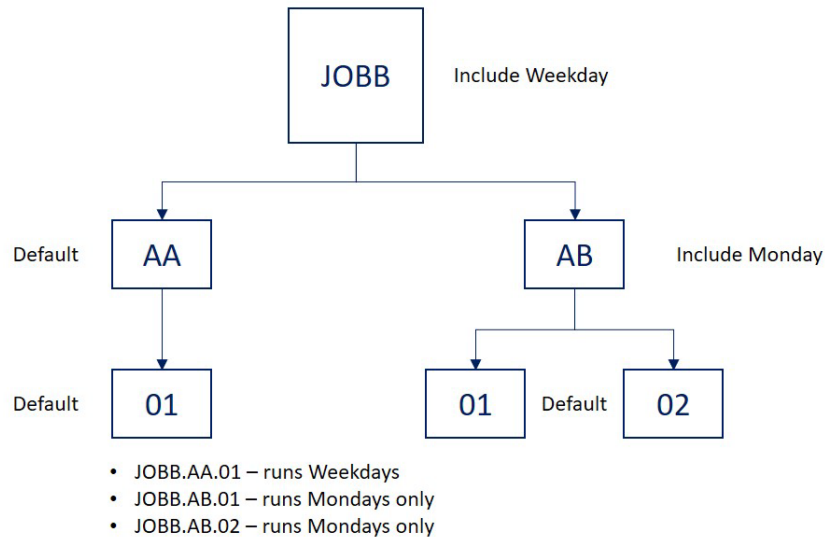 JOBB
Include Weekday
Default
AA
AB
Include Monday
Default
01
01
Default
02
• JOBB.AA.01 – runs Weekdays
• JOBB.AB.01 – runs Mondays only
• JOBB.AB.02 – runs Mondays only